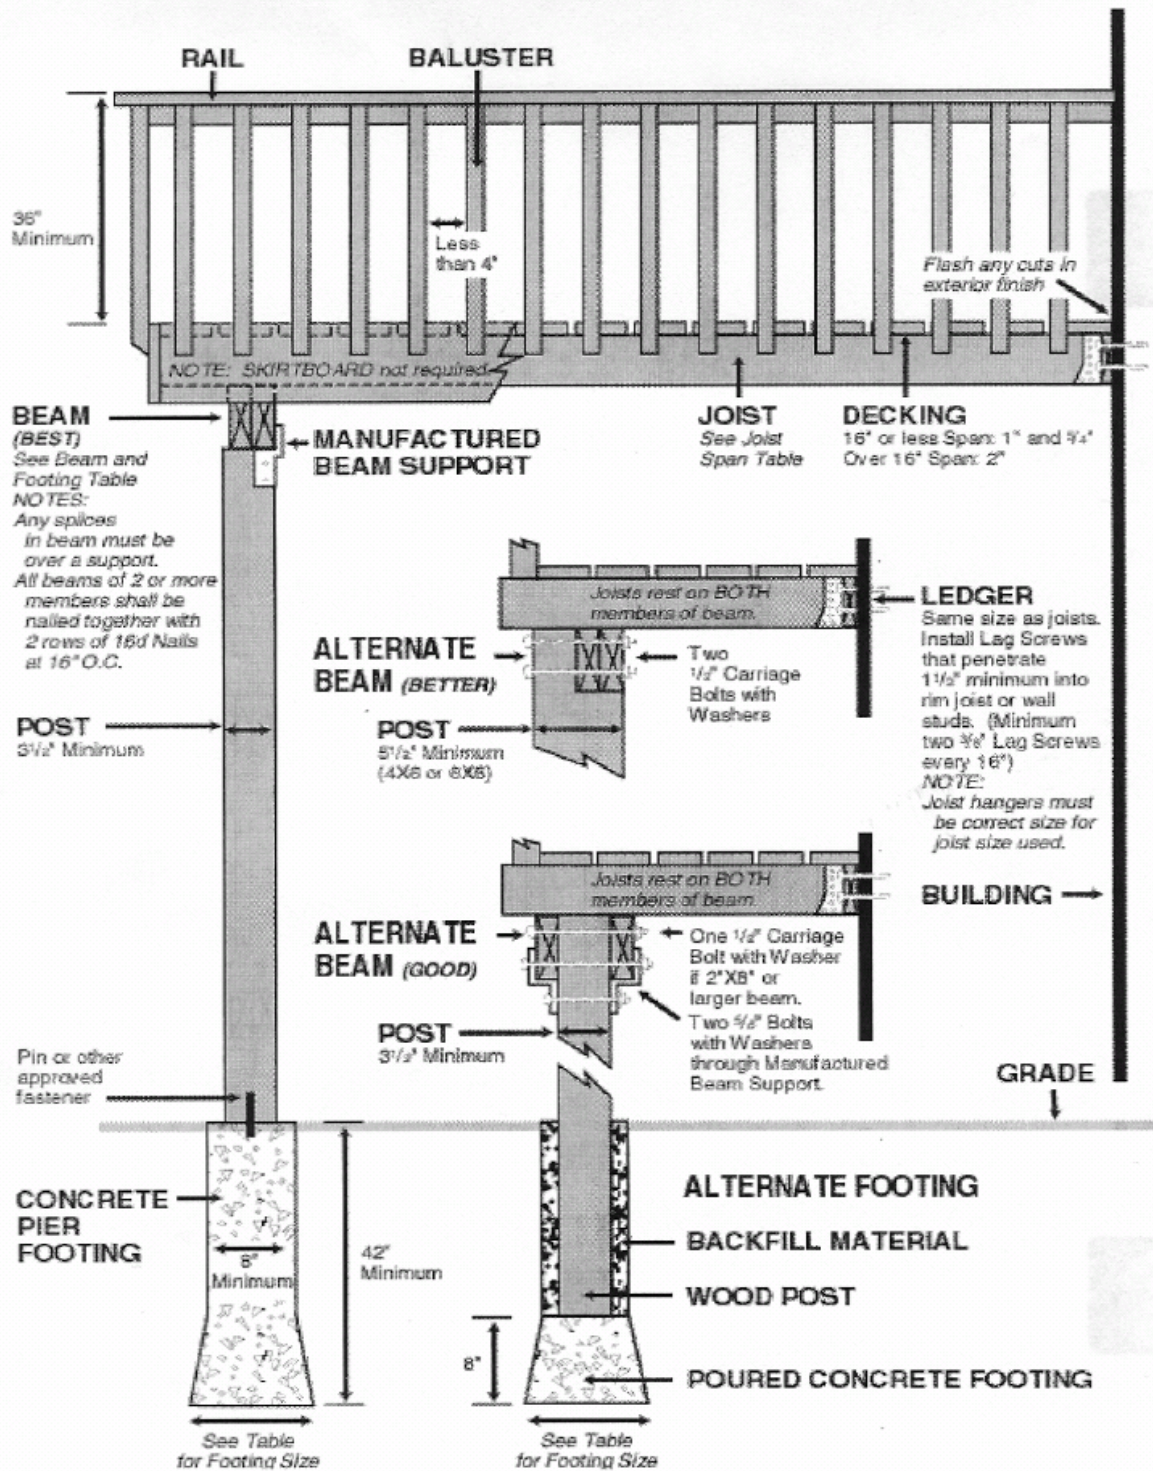 RAIL
BALUSTER
36"
Minimum
Less
than 4"
Flash any cuts in
exterior finish
NOTE: SKIRTBOARD not required
BEAM
(BEST)
See Beam and
Footing Table
NOTES:
Any splices
in beam must be
over a support.
All beams of 2 or more
members shall be
nailed together with
2 rows of 16d Nails
at 16" O.C.
MANUFACTURED
BEAM SUPPORT
JOIST
See Joist
Span Table
DECKING
16" or less Span: 1" and 5/4"
Over 16" Span: 2"
Joists rest on BOTH
members of beam.
ALTERNATE
BEAM (BETTER)
Two
1/2" Carriage
Bolts with
Washers
LEDGER
Same size as joists.
Install Lag Screws
that penetrate
1 1/2" minimum into
rim joist or wall
studs. (Minimum
two 3/8" Lag Screws
every 16")
NOTE:
Joist hangers must
be correct size for
joist size used.
POST
3 1/2" Minimum
POST
5 1/2" Minimum
(4X6 or 6X6)
Joists rest on BOTH
members of beam
BUILDING
ALTERNATE
BEAM (GOOD)
One 1/2" Carriage
Bolt with Washer
if 2"X8" or
larger beam.
Two 5/8" Bolts
with Washers
through Manufactured
Beam Support.
POST
3 1/2" Minimum
Pin or other
approved
fastener
GRADE
CONCRETE
PIER
FOOTING
8"
Minimum
42"
Minimum
ALTERNATE FOOTING
BACKFILL MATERIAL
WOOD POST
8"
POURED CONCRETE FOOTING
See Table
for Footing Size
See Table
for Footing Size